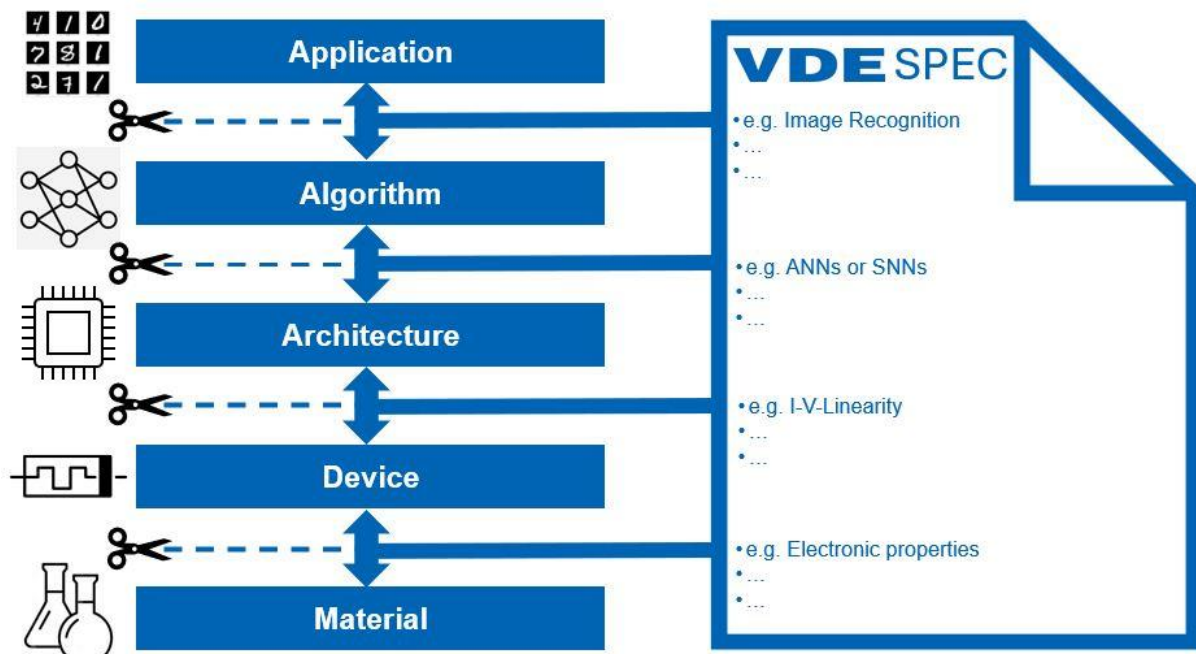 4 1 0
7 8 1
2 7 1
Application
Algorithm
Architecture
Device
Material
VDE SPEC
• e.g. Image Recognition
• ...
• ...
• e.g. ANNs or SNNs
• ...
• ...
• e.g. I-V-Linearity
• ...
• ...
• e.g. Electronic properties
• ...
• ...